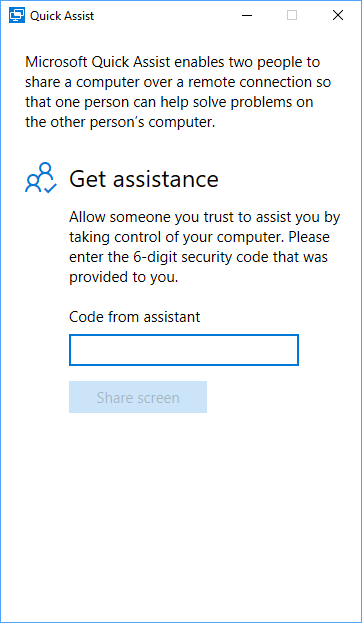 Quick Assist
Microsoft Quick Assist enables two people to
share a computer over a remote connection so
that one person can help solve problems on
the other person’s computer.
Get assistance
Allow someone you trust to assist you by
taking control of your computer. Please
enter the 6-digit security code that was
provided to you.
Code from assistant
Share screen